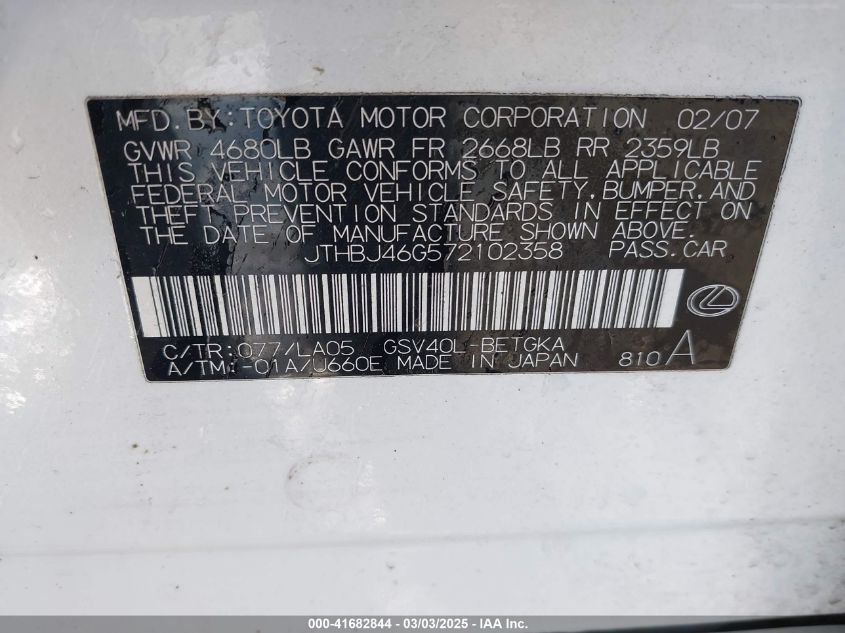 MFD. BY: TOYOTA MOTOR CORPORATION 02/07
GVWR 4680LB GAWR FR 2668LB RR 2359LB
THIS VEHICLE CONFORMS TO ALL APPLICABLE
FEDERAL MOTOR VEHICLE SAFETY, BUMPER, AND
THEFT PREVENTION STANDARDS IN EFFECT ON
THE DATE OF MANUFACTURE SHOWN ABOVE.
JTHBJ46G572102358 PASS. CAR
C/TR: 077/LA05 GSV40L-BETGKA
A/TM: -01A/U660E MADE IN JAPAN 810 A
000-41682844 - 03/03/2025 - IAA Inc.